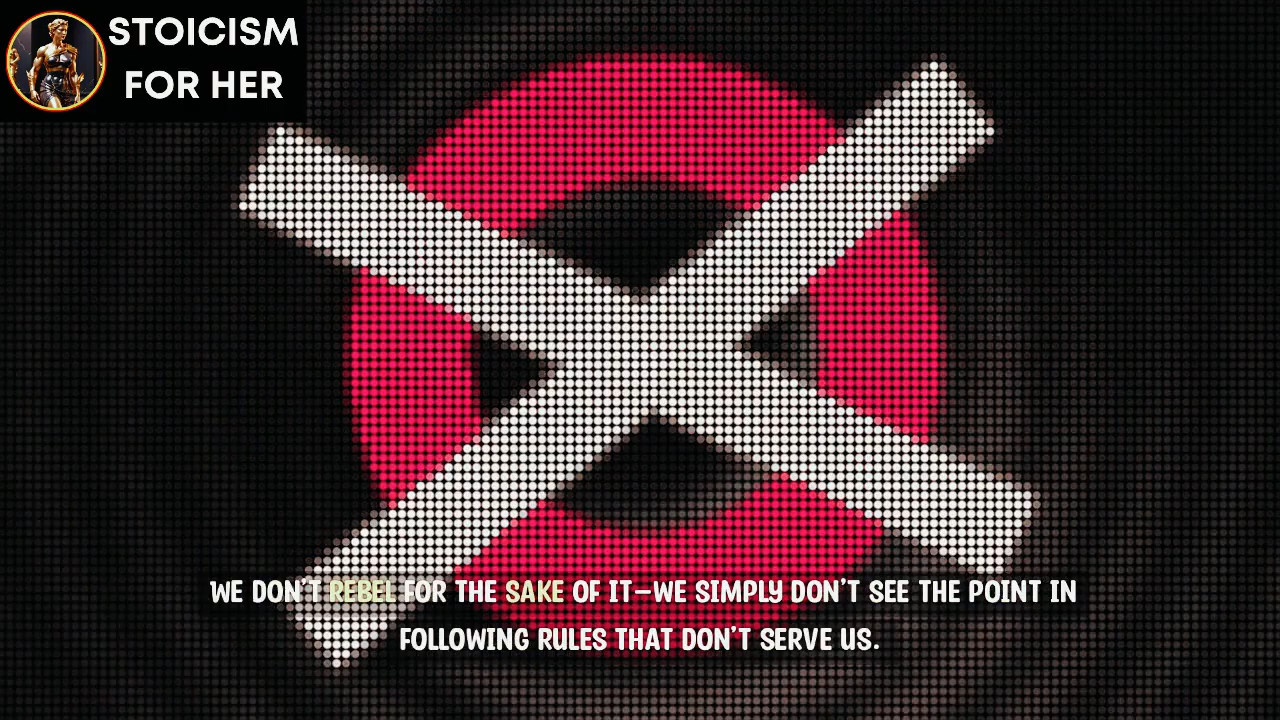 STOICISM
FOR HER
WE DON'T REBEL FOR THE SAKE OF IT—WE SIMPLY DON'T SEE THE POINT IN
FOLLOWING RULES THAT DON'T SERVE US.